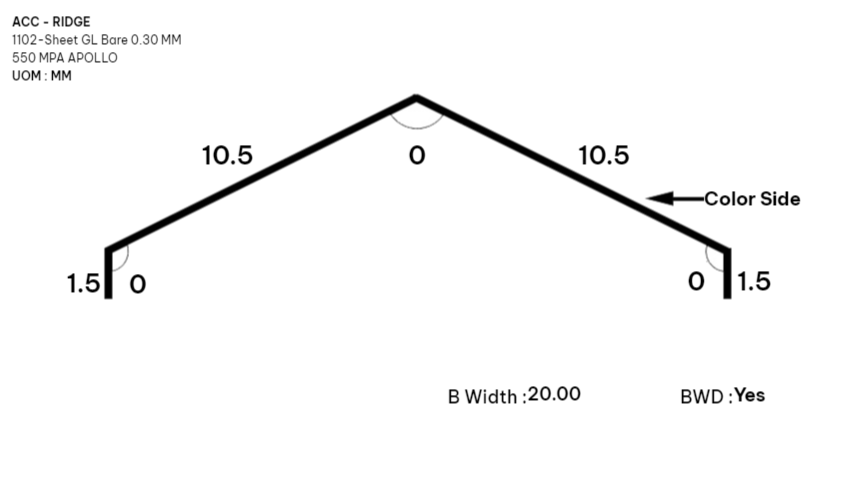 ACC - RIDGE
1102-Sheet GL Bare 0.30 MM
550 MPA APOLLO
UOM : MM
10.5
0
10.5
Color Side
1.5
0
0
1.5
B Width :20.00
BWD :Yes